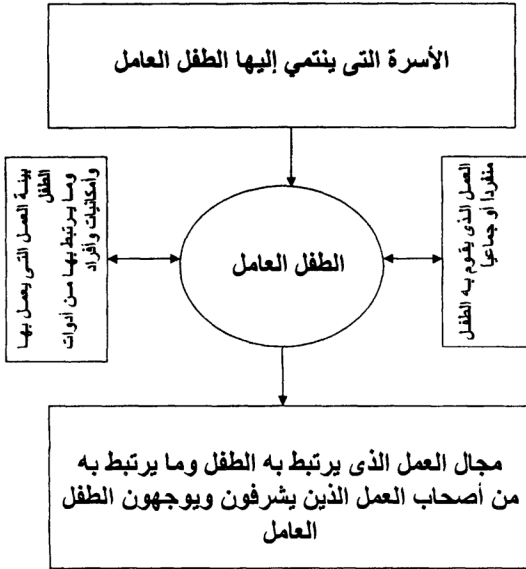 الأسرة التى ينتمي إليها الطفل العامل
العمل الذى يقوم به الطفل
منفرداً أو جماعياً
الطفل العامل
بيئة العمل التى يعمل بها
الطفل
وما يرتبط بها من أدوات
وأمكانيات وأفراد
مجال العمل الذى يرتبط به الطفل وما يرتبط به
من أصحاب العمل الذين يشرفون ويوجهون الطفل
العامل